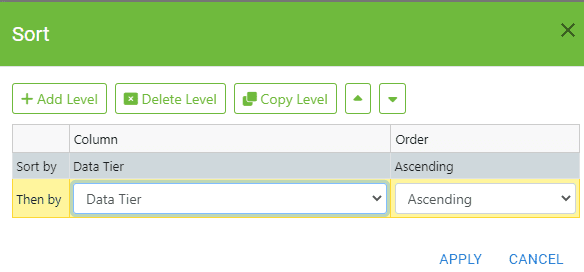 Sort
Add Level Delete Level Copy Level
Column Order
Sort by Data Tier Ascending
Then by Data Tier Ascending
APPLY CANCEL